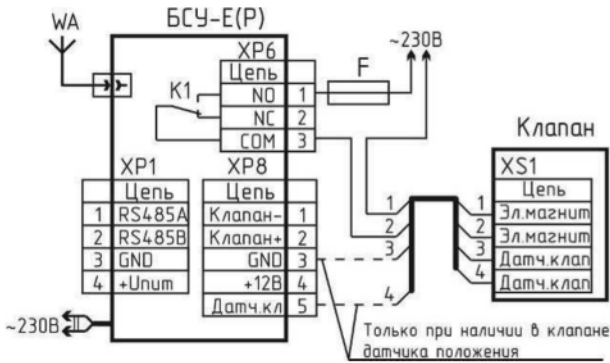 БСУ-Е(Р)
WA
~230В
XP6
Цепь
F
K1
NO 1
NC 2
COM 3
Клапан
XP1
Цепь
1 RS485A
2 RS485B
3 GND
4 +Uпит
XP8
Цепь
Клапан- 1
Клапан+ 2
GND 3
+12В 4
Датч.кл 5
1
2
3
4
XS1
Цепь
1 Эл.магнит
2 Эл.магнит
3 Датч.клап
4 Датч.клап
~230В
Только при наличии в клапане
датчика положения